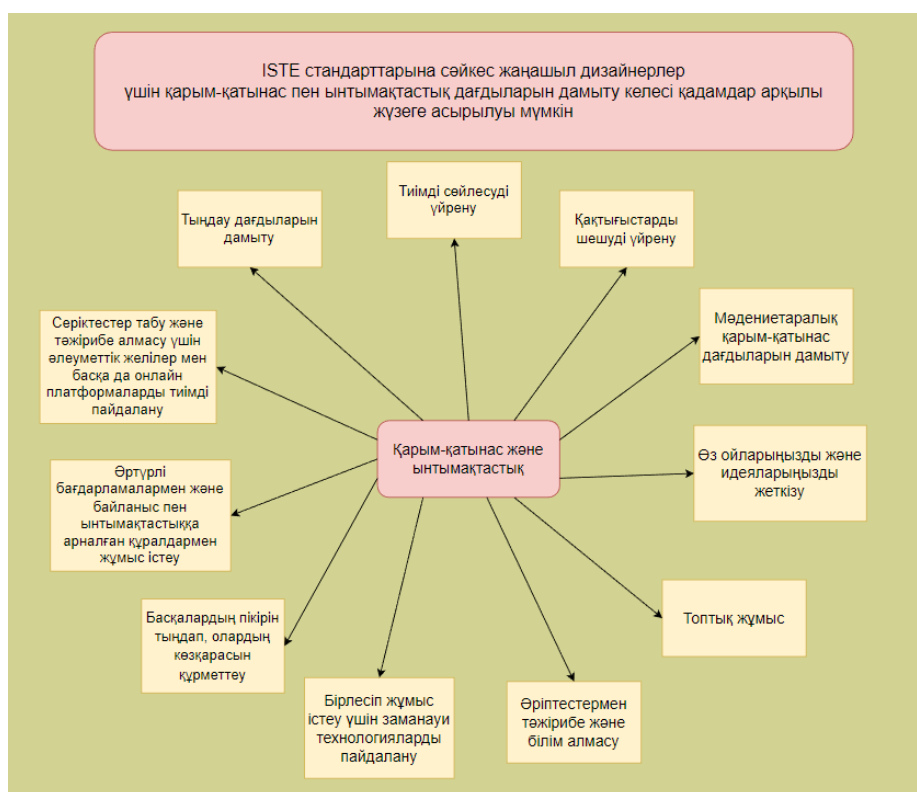 ISTE стандарттарына сәйкес жаңашыл дизайнерлер
үшін қарым-қатынас пен ынтымақтастық дағдыларын дамыту келесі қадамдар арқылы
жүзеге асырылуы мүмкін
Тиімді сөйлесуді
үйрену
Тыңдау дағдыларын
дамыту
Қақтығыстарды
шешуді үйрену
Серіктестер табу және
тәжірибе алмасу үшін
әлеуметтік желілер мен
басқа да онлайн
платформаларды тиімді
пайдалану
Мәдениетаралық
қарым-қатынас
дағдыларын дамыту
Қарым-қатынас және
ынтымақтастық
Өз ойларыңызды және
идеяларыңызды
жеткізу
Әртүрлі
бағдарламалармен және
байланыс пен
ынтымақтастыққа
арналған құралдармен
жұмыс істеу
Топтық жұмыс
Басқалардың пікірін
тыңдап, олардың
көзқарасын
құрметтеу
Бірлесіп жұмыс
істеу үшін заманауи
технологияларды
пайдалану
Әріптестермен
тәжірибе және
білім алмасу